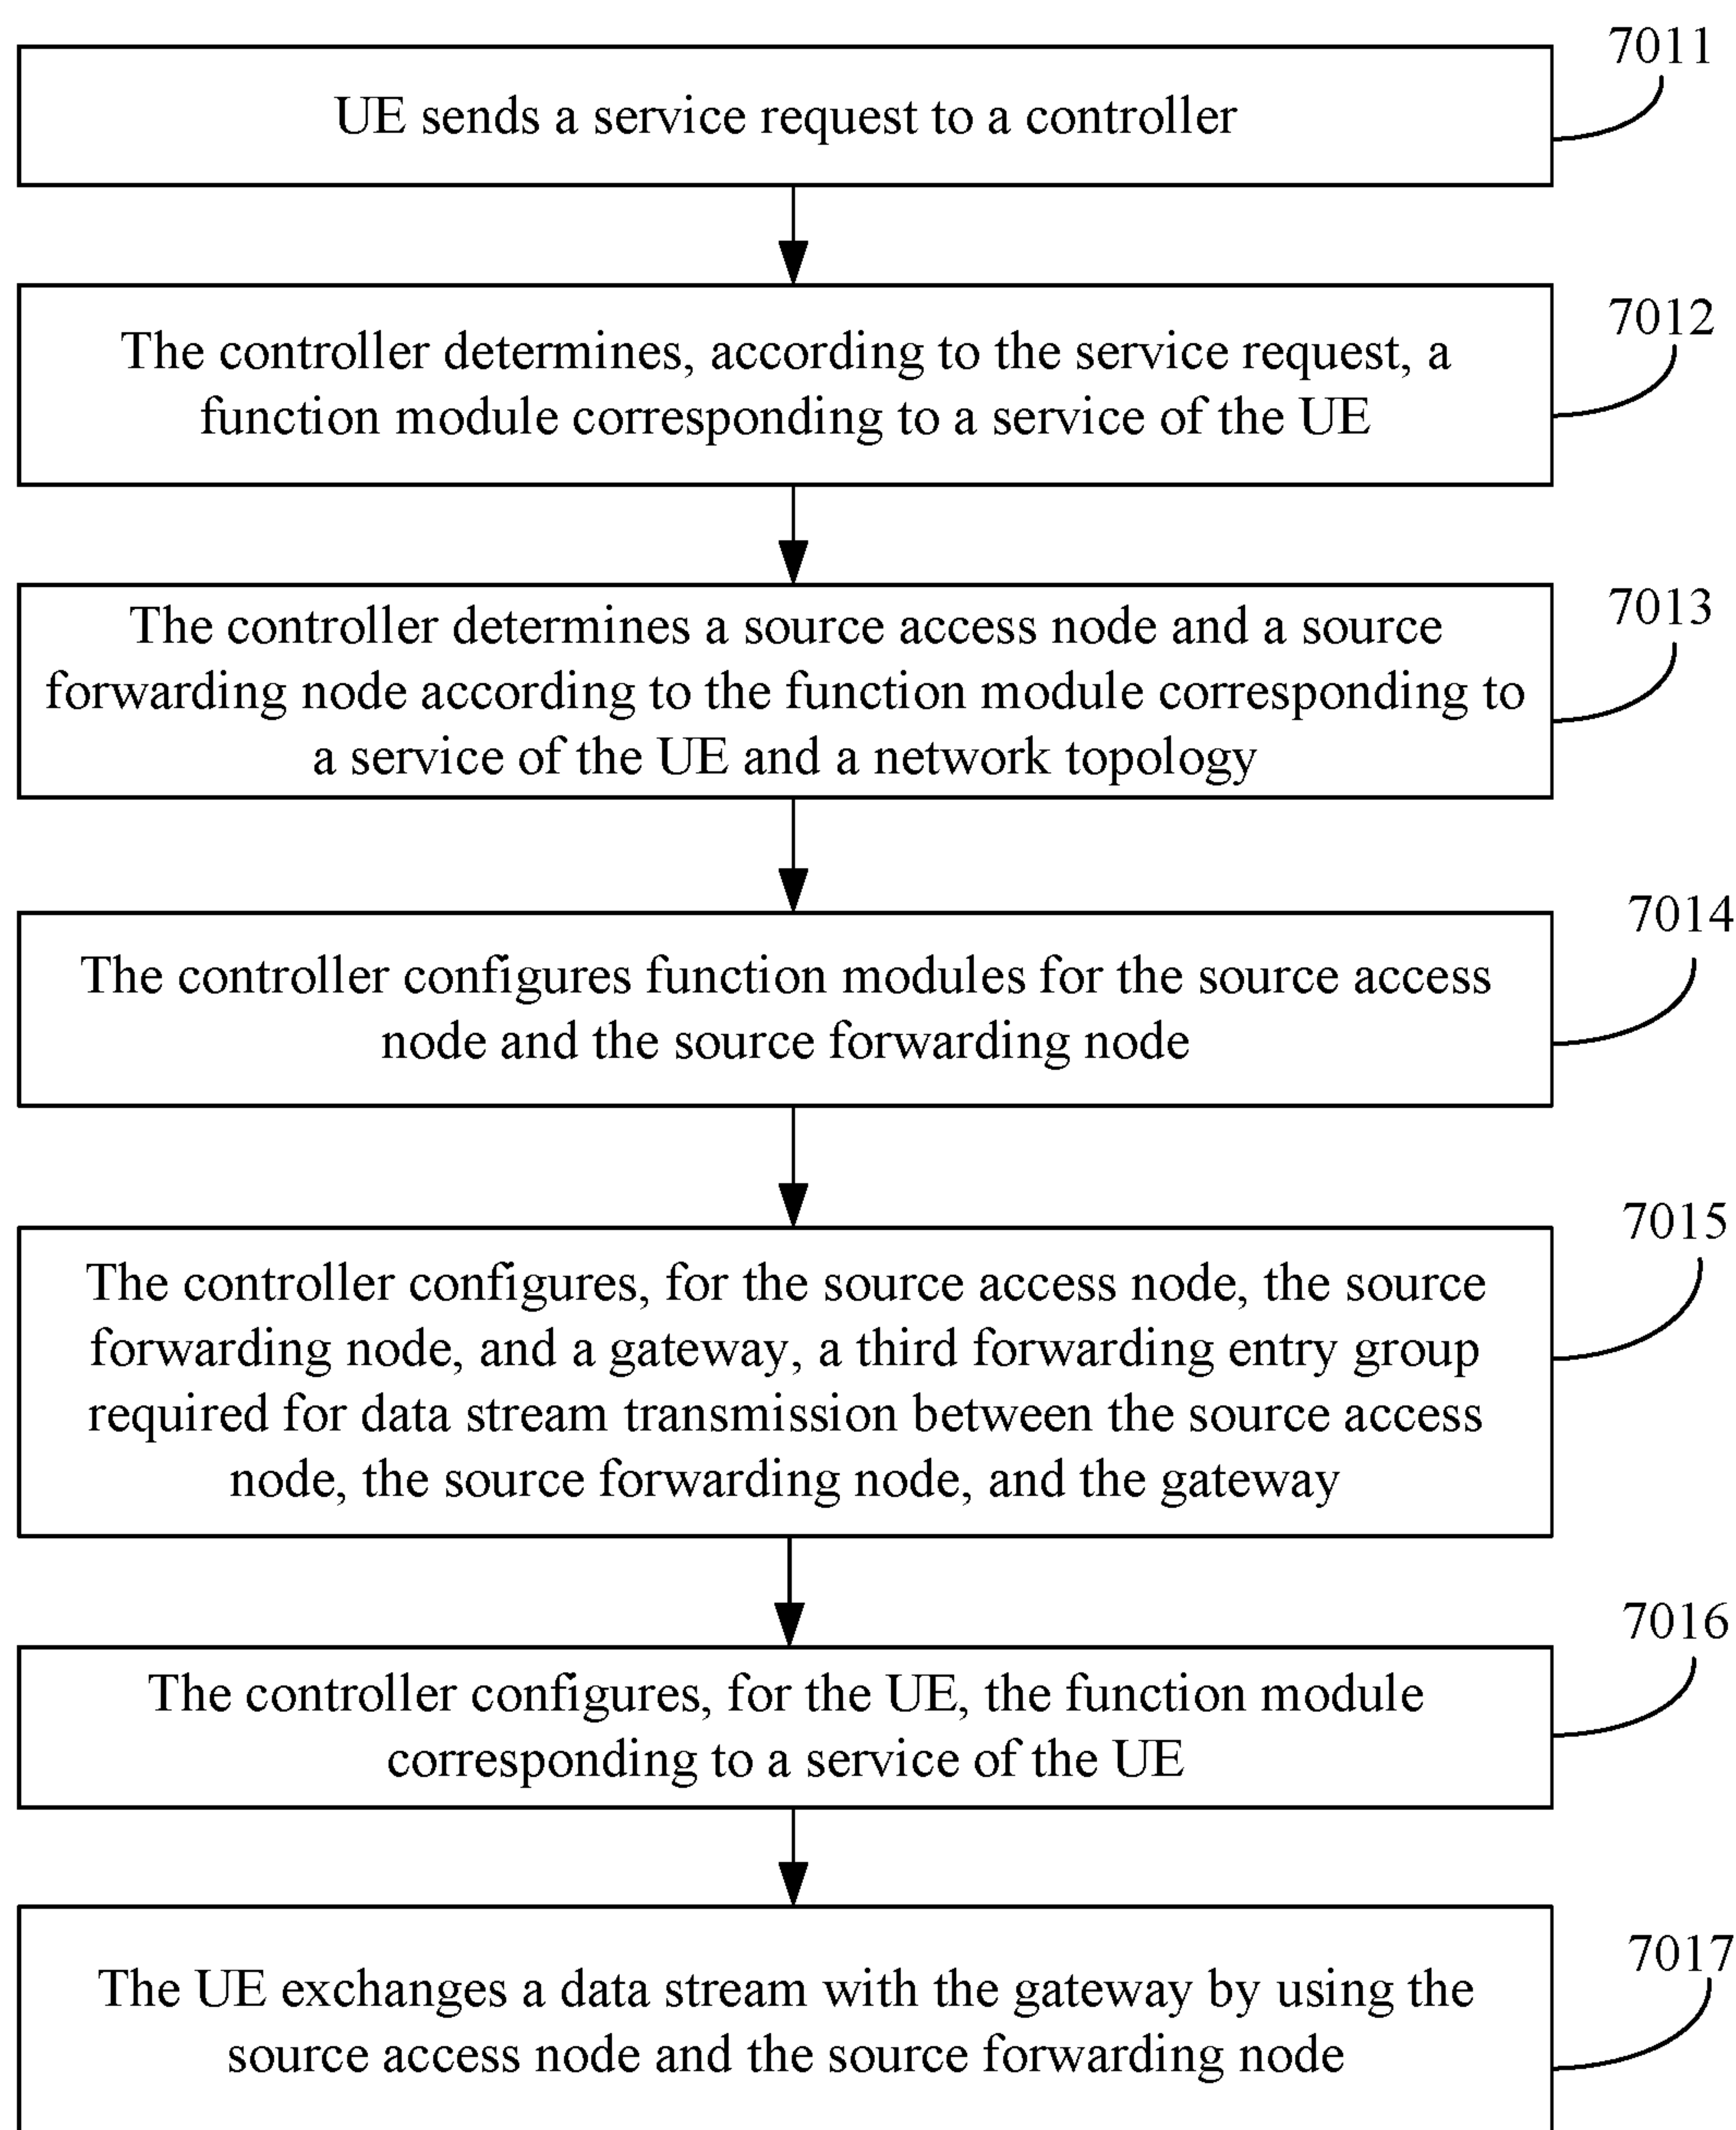 7011
UE sends a service request to a controller
7012
The controller determines, according to the service request, a
function module corresponding to a service of the UE
7013
The controller determines a source access node and a source
forwarding node according to the function module corresponding to
a service of the UE and a network topology
7014
The controller configures function modules for the source access
node and the source forwarding node
7015
The controller configures, for the source access node, the source
forwarding node, and a gateway, a third forwarding entry group
required for data stream transmission between the source access
node, the source forwarding node, and the gateway
7016
The controller configures, for the UE, the function module
corresponding to a service of the UE
7017
The UE exchanges a data stream with the gateway by using the
source access node and the source forwarding node